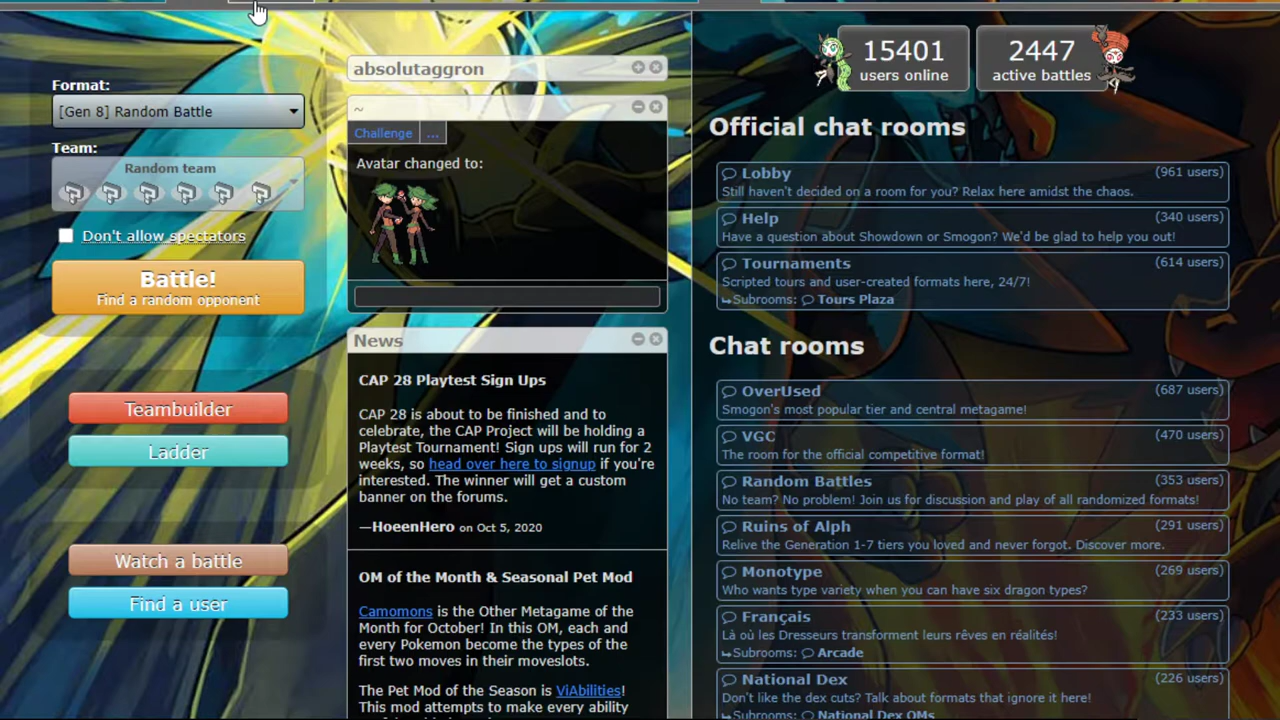 Format:
[Gen 8] Random Battle
Team:
Random team
Don't allow spectators
Battle!
Find a random opponent
Teambuilder
Ladder
Watch a battle
Find a user
absolutaggron
~
Challenge ...
Avatar changed to:
News
CAP 28 Playtest Sign Ups
CAP 28 is about to be finished and to
celebrate, the CAP Project will be holding a
Playtest Tournament! Sign ups will run for 2
weeks, so head over here to signup if you're
interested. The winner will get a custom
banner on the forums.
—HoeenHero on Oct 5, 2020
OM of the Month & Seasonal Pet Mod
Camomons is the Other Metagame of the
Month for October! In this OM, each and
every Pokemon become the types of the
first two moves in their moveslots.
The Pet Mod of the Season is ViAbilities!
This mod attempts to make every ability
15401
users online
2447
active battles
Official chat rooms
Lobby (961 users)
Still haven't decided on a room for you? Relax here amidst the chaos.
Help (340 users)
Have a question about Showdown or Smogon? We'd be glad to help you out!
Tournaments (614 users)
Scripted tours and user-created formats here, 24/7!
↳Subrooms: Tours Plaza
Chat rooms
OverUsed (687 users)
Smogon's most popular tier and central metagame!
VGC (470 users)
The room for the official competitive format!
Random Battles (353 users)
No team? No problem! Join us for discussion and play of all randomized formats!
Ruins of Alph (291 users)
Relive the Generation 1-7 tiers you loved and never forgot. Discover more.
Monotype (269 users)
Who wants type variety when you can have six dragon types?
Français (233 users)
Là où les Dresseurs transforment leurs rêves en réalités!
↳Subrooms: Arcade
National Dex (226 users)
Don't like the dex cuts? Talk about formats that ignore it here!
↳Subrooms: National Dex OMs